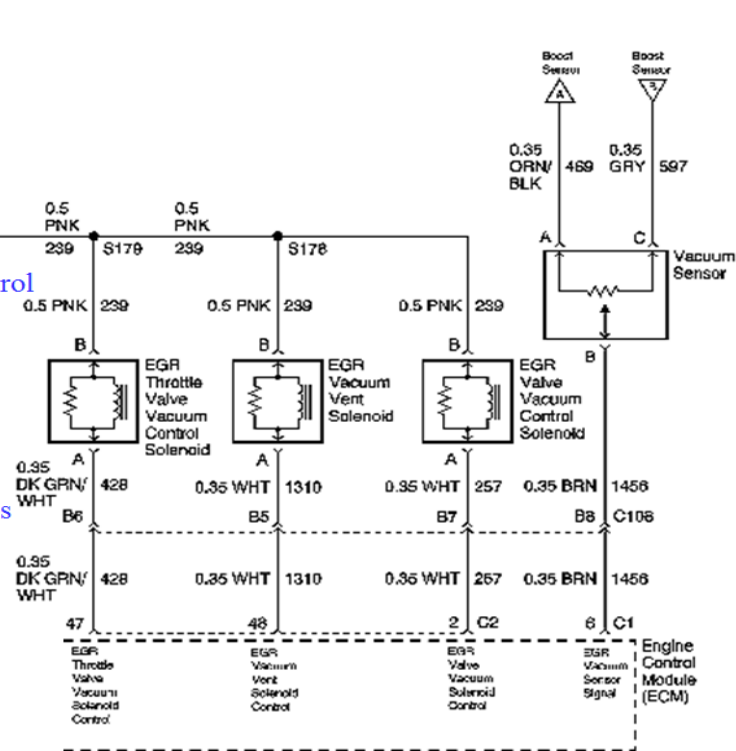 Boost
Sensor
A
Boost
Sensor
B
0.35
ORN/
BLK
469
0.35
GRY
597
A
C
Vacuum
Sensor
B
0.5
PNK
239
S179
0.5
PNK
239
S178
rol
0.5 PNK
239
0.5 PNK
239
0.5 PNK
239
B
EGR
Throttle
Valve
Vacuum
Control
Solenoid
A
B
EGR
Vacuum
Vent
Solenoid
A
B
EGR
Valve
Vacuum
Control
Solenoid
A
0.35
DK GRN/
WHT
428
0.35 WHT
1310
0.35 WHT
257
0.35 BRN
1456
s
B6
B5
B7
B8
C108
0.35
DK GRN/
WHT
428
0.35 WHT
1310
0.35 WHT
257
0.35 BRN
1456
47
48
2
C2
6
C1
EGR
Throttle
Valve
Vacuum
Solenoid
Control
EGR
Vacuum
Vent
Solenoid
Control
EGR
Valve
Vacuum
Solenoid
Control
EGR
Vacuum
Sensor
Signal
Engine
Control
Module
(ECM)